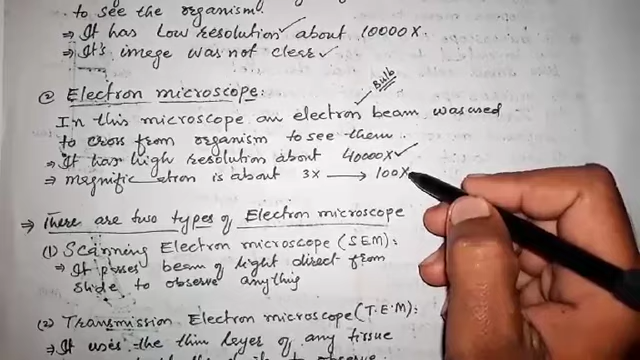 to see the organism.
⇒ It has low resolution about 10000X.
⇒ It's image was not clear
② Electron microscope:
Bulb
In this microscope an electron beam was used
to cross from organism to see them.
⇒ It has high resolution about 40000X
⇒ magnification is about 3X → 100X
⇒ There are two types of Electron microscope
(1) Scanning Electron microscope (SEM):
⇒ It passes beam of light direct from
slide to observe anything
(2) Transmission Electron microscope (T.E.M):
⇒ It uses the thin layer of any tissue
to observe